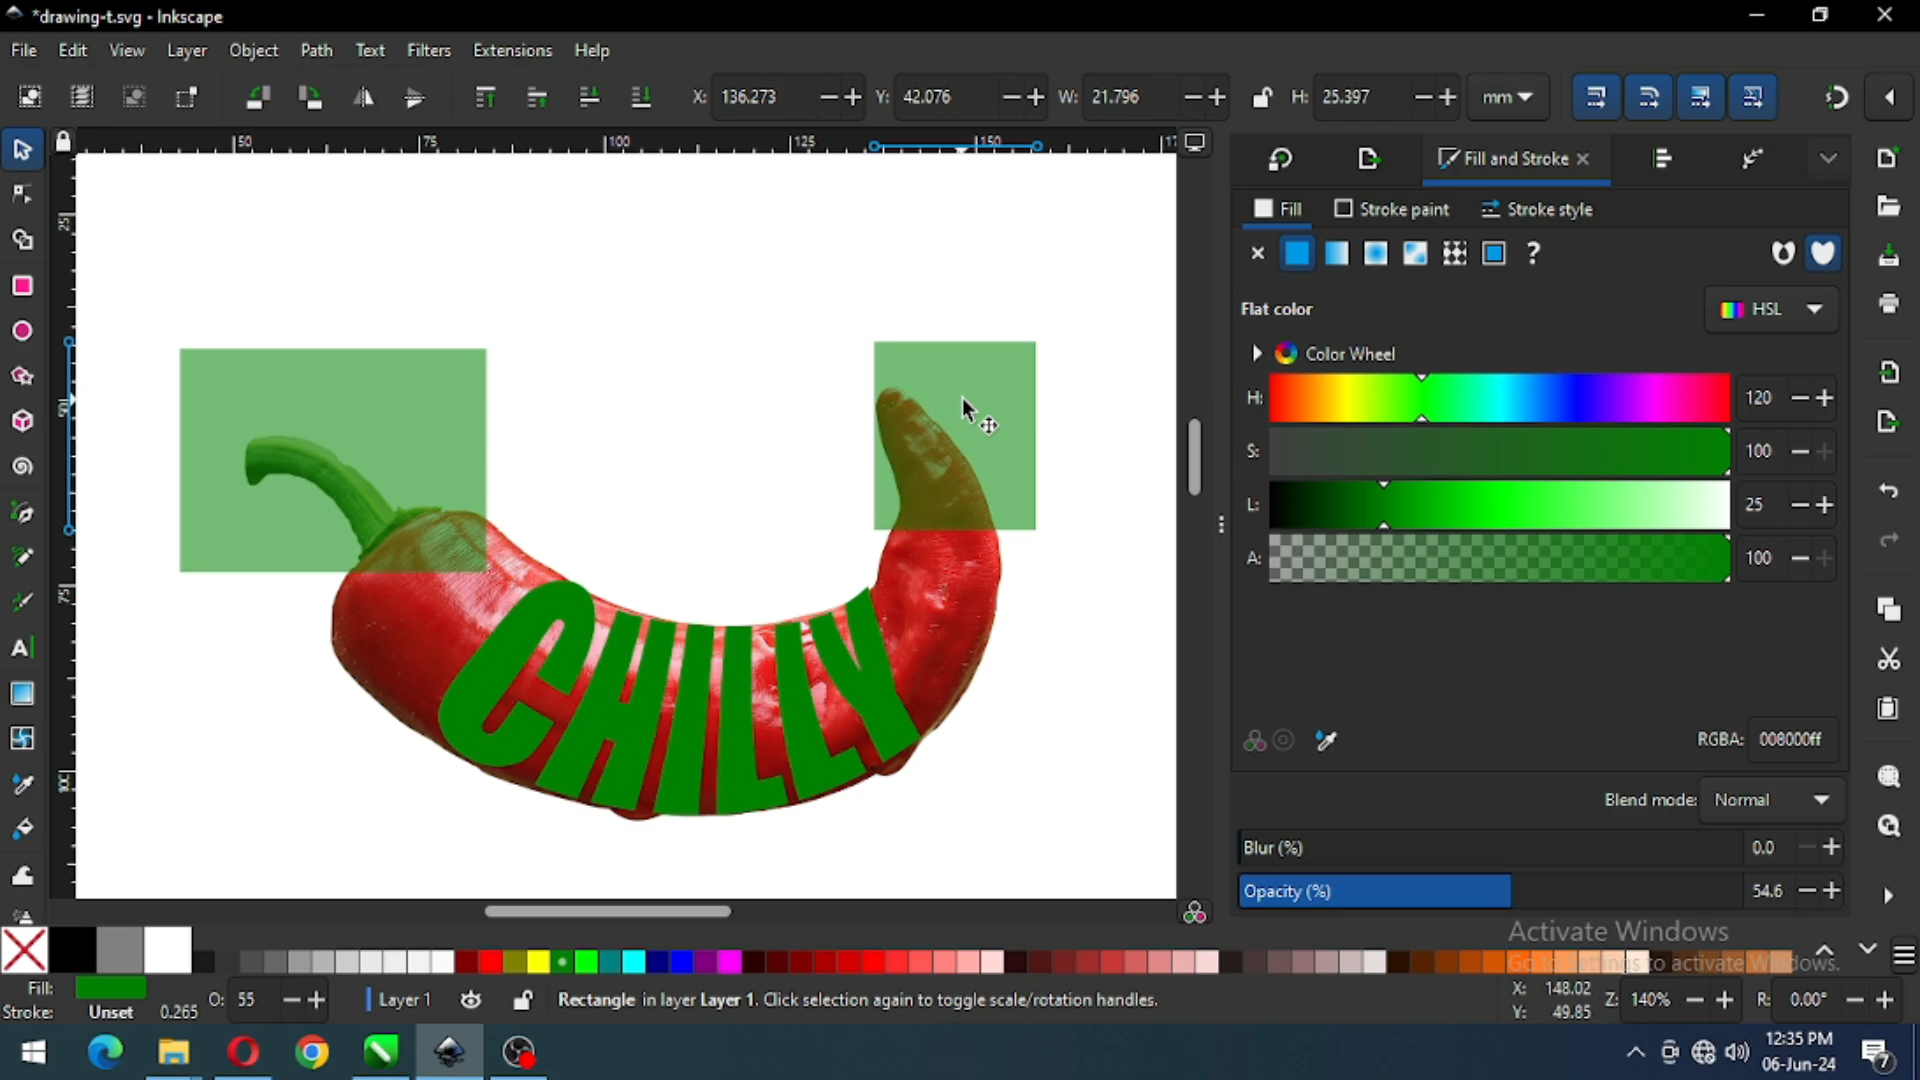 *drawing-t.svg - Inkscape
File Edit View Layer Object Path Text Filters Extensions Help
X: 136.273 Y: 42.076 W: 21.796 H: 25.397 mm
50 75 100 125 150
Fill and Stroke
Fill Stroke paint Stroke style
?
Flat color HSL
Color Wheel
H: 120
S: 100
L: 25
A: 100
RGBA: 008000ff
Blend mode: Normal
Blur (%) 0.0
Opacity (%) 54.6
25
50
75
100
CHILLY
Activate Windows
Go to Settings to activate Windows.
Fill:
Stroke: Unset 0.265 O: 55 Layer 1 Rectangle in layer Layer 1. Click selection again to toggle scale/rotation handles.
X: 148.02
Y: 49.85
Z: 140% R: 0.00°
12:35 PM
06-Jun-24
7